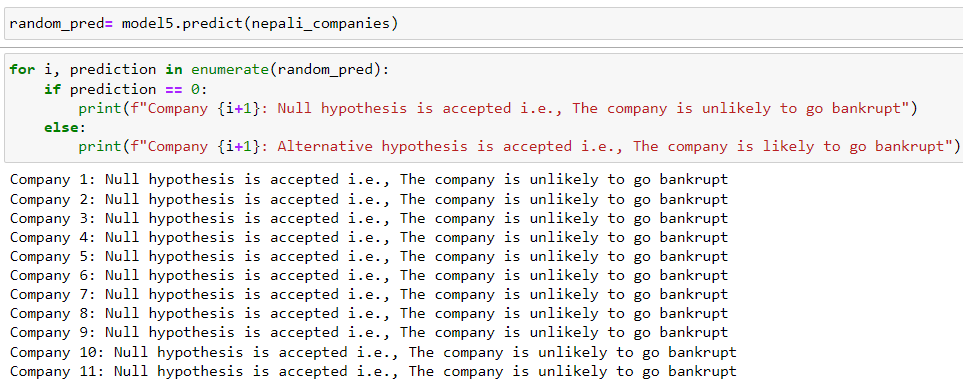 random_pred= model5.predict(nepali_companies)
for i, prediction in enumerate(random_pred):
    if prediction == 0:
        print(f"Company {i+1}: Null hypothesis is accepted i.e., The company is unlikely to go bankrupt")
    else:
        print(f"Company {i+1}: Alternative hypothesis is accepted i.e., The company is likely to go bankrupt")
Company 1: Null hypothesis is accepted i.e., The company is unlikely to go bankrupt
Company 2: Null hypothesis is accepted i.e., The company is unlikely to go bankrupt
Company 3: Null hypothesis is accepted i.e., The company is unlikely to go bankrupt
Company 4: Null hypothesis is accepted i.e., The company is unlikely to go bankrupt
Company 5: Null hypothesis is accepted i.e., The company is unlikely to go bankrupt
Company 6: Null hypothesis is accepted i.e., The company is unlikely to go bankrupt
Company 7: Null hypothesis is accepted i.e., The company is unlikely to go bankrupt
Company 8: Null hypothesis is accepted i.e., The company is unlikely to go bankrupt
Company 9: Null hypothesis is accepted i.e., The company is unlikely to go bankrupt
Company 10: Null hypothesis is accepted i.e., The company is unlikely to go bankrupt
Company 11: Null hypothesis is accepted i.e., The company is unlikely to go bankrupt